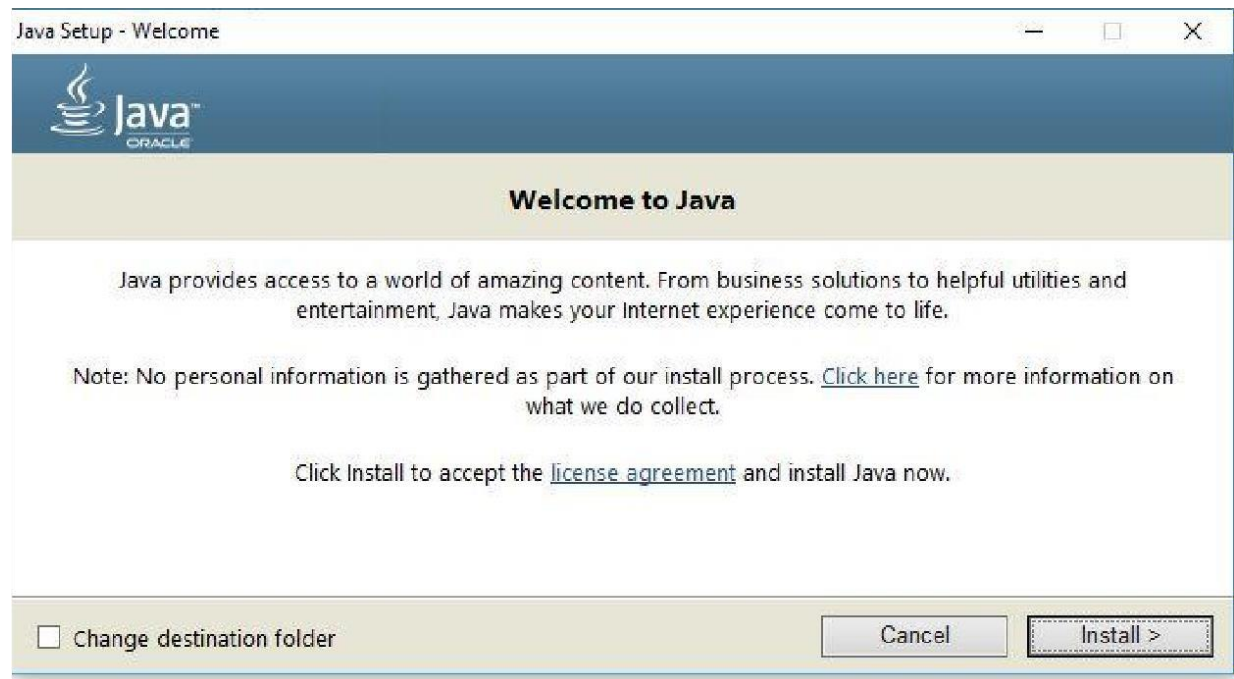 Java Setup - Welcome
Java™
ORACLE
Welcome to Java
Java provides access to a world of amazing content. From business solutions to helpful utilities and
entertainment, Java makes your Internet experience come to life.
Note: No personal information is gathered as part of our install process. Click here for more information on
what we do collect.
Click Install to accept the license agreement and install Java now.
Change destination folder
Cancel
Install >